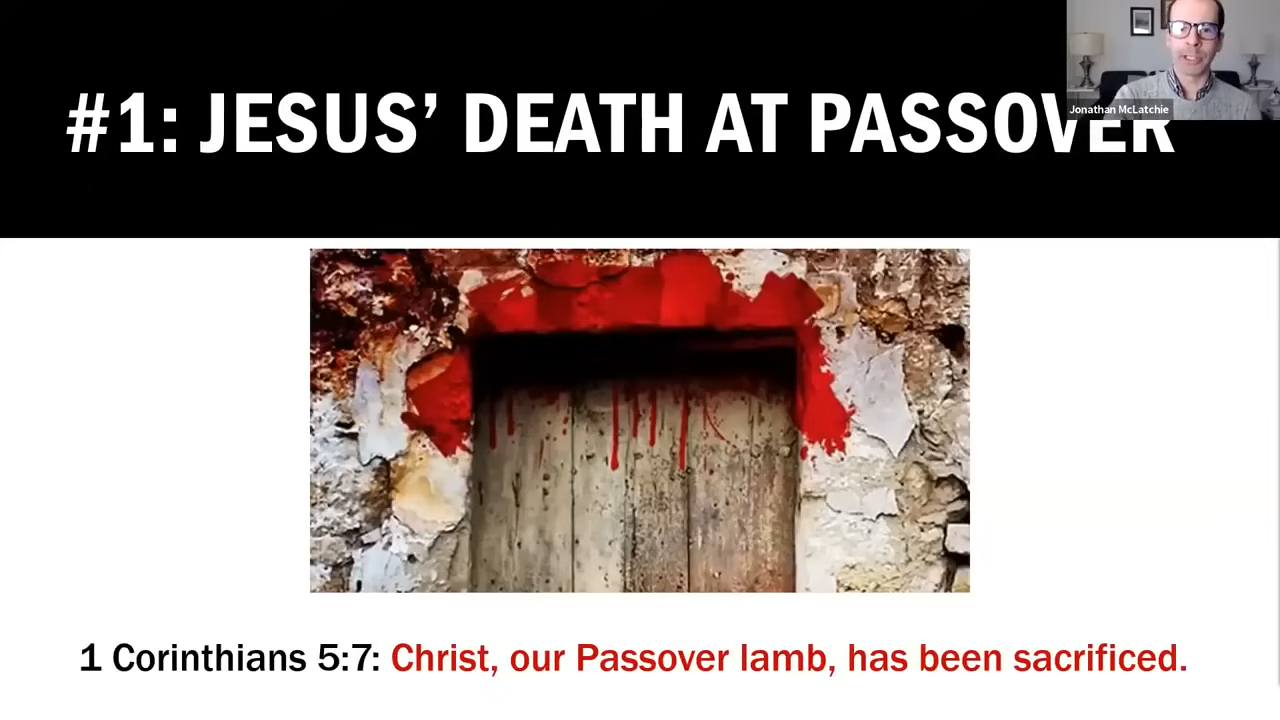 #1: JESUS’ DEATH AT PASSOVER
Jonathan McLatchie
1 Corinthians 5:7: Christ, our Passover lamb, has been sacrificed.